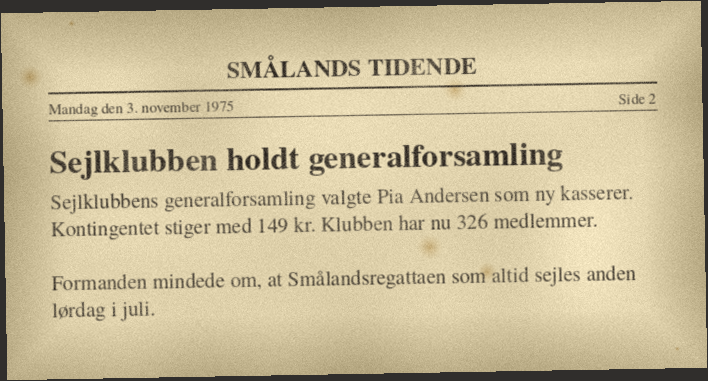 SMÅLANDS TIDENDE
Mandag den 3. november 1975
Side 2
Sejlklubben holdt generalforsamling
Sejlklubbens generalforsamling valgte Pia Andersen som ny kasserer.
Kontingentet stiger med 149 kr. Klubben har nu 326 medlemmer.
Formanden mindede om, at Smålandsregattaen som altid sejles anden
lørdag i juli.